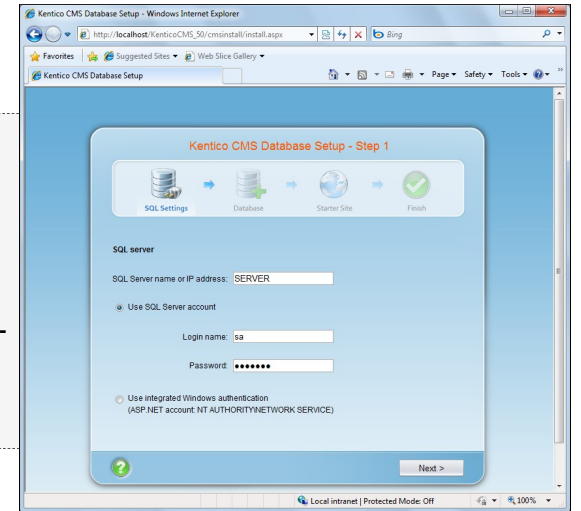 Kentico CMS Database Setup - Windows Internet Explorer
http://localhost/KenticoCMS_50/cmsinstall/install.aspx
Bing
Favorites Suggested Sites Web Slice Gallery
Kentico CMS Database Setup
Page Safety Tools
Kentico CMS Database Setup - Step 1
SQL Settings Database Starter Site Finish
SQL server
SQL Server name or IP address: SERVER
Use SQL Server account
Login name: sa
Password: •••••••
Use integrated Windows authentication
(ASP.NET account: NT AUTHORITY\NETWORK SERVICE)
Next >
Local intranet | Protected Mode: Off
100%